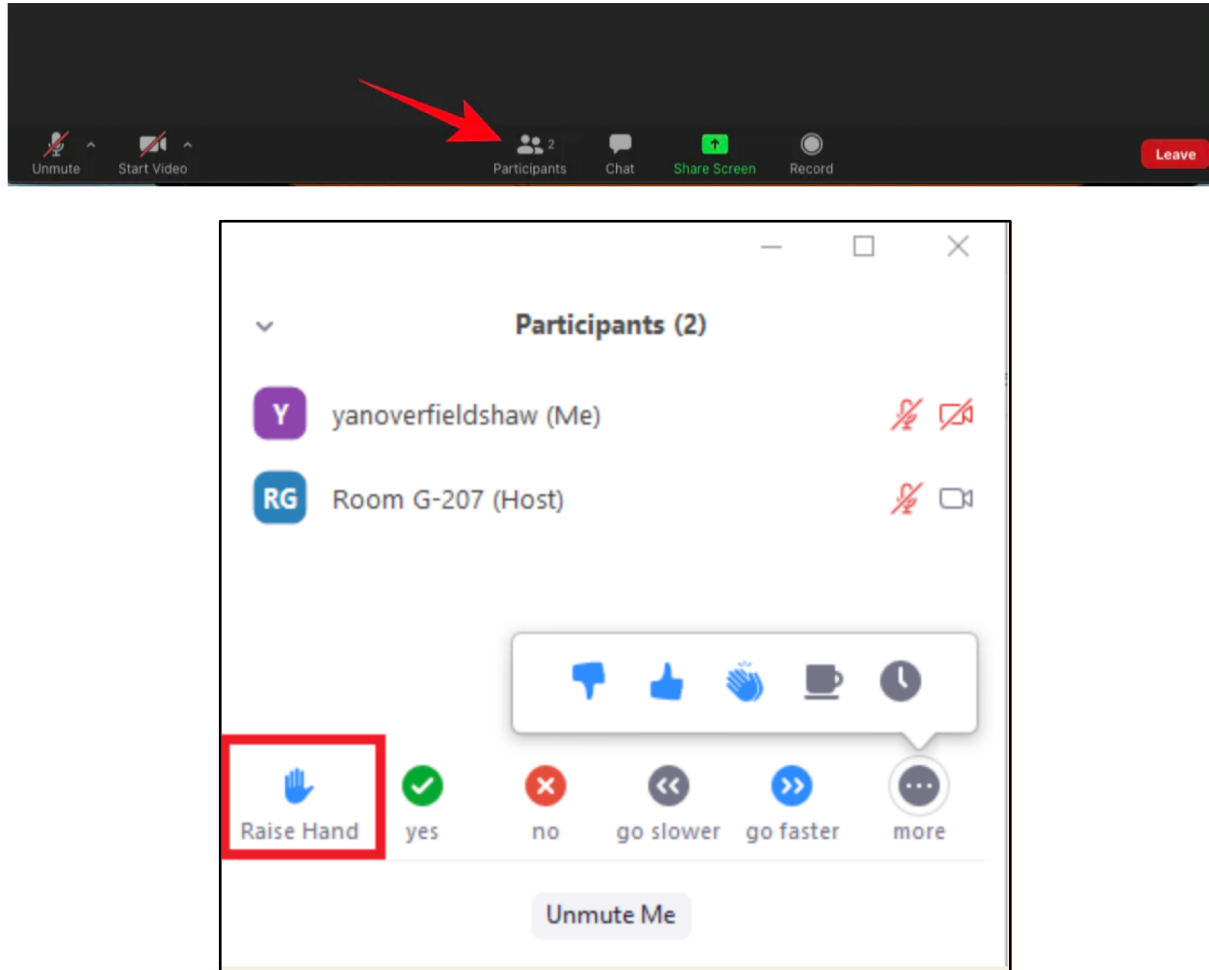 2
Unmute Start Video Participants Chat Share Screen Record Leave
Participants (2)
Y yanoverfieldshaw (Me)
RG Room G-207 (Host)
Raise Hand yes no go slower go faster more
Unmute Me